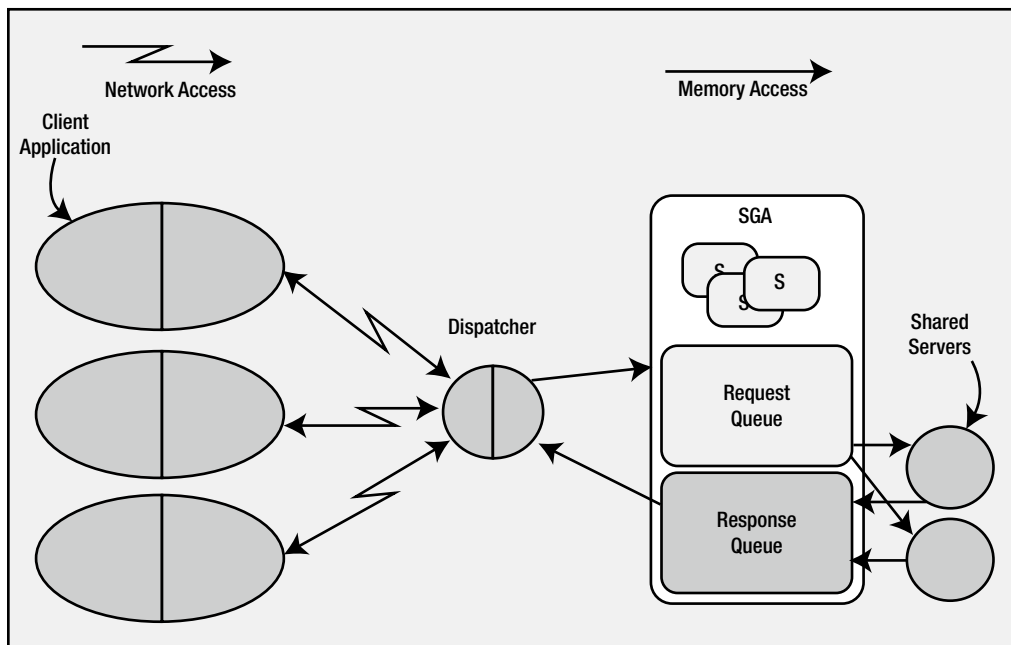 Network Access
Memory Access
Client
Application
SGA
S
S
S
Dispatcher
Shared
Servers
Request
Queue
Response
Queue